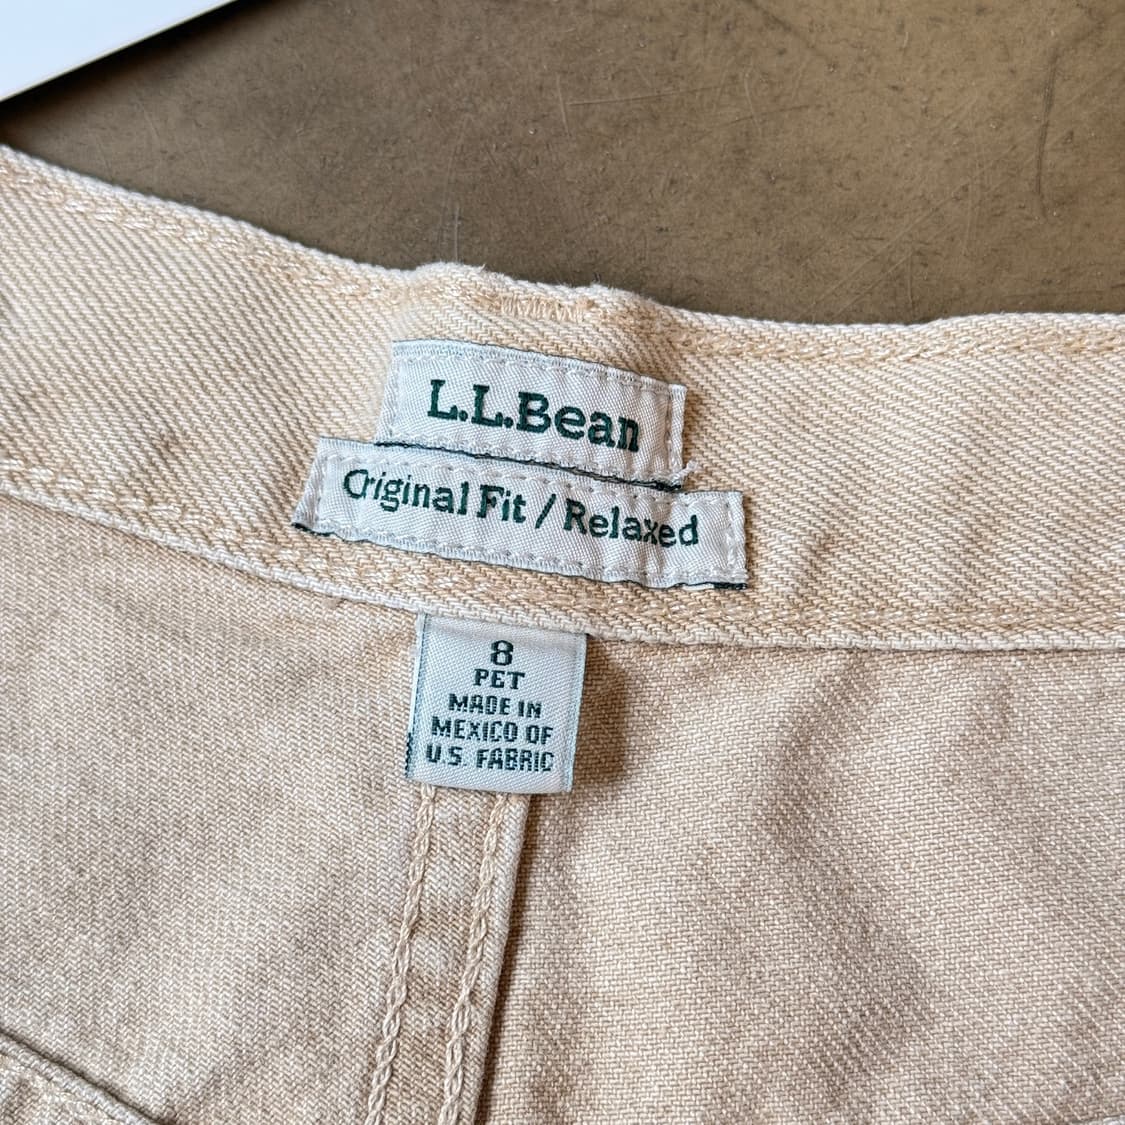 L.L.Bean
Original Fit / Relaxed
8
PET
MADE IN
MEXICO OF
U.S. FABRIC